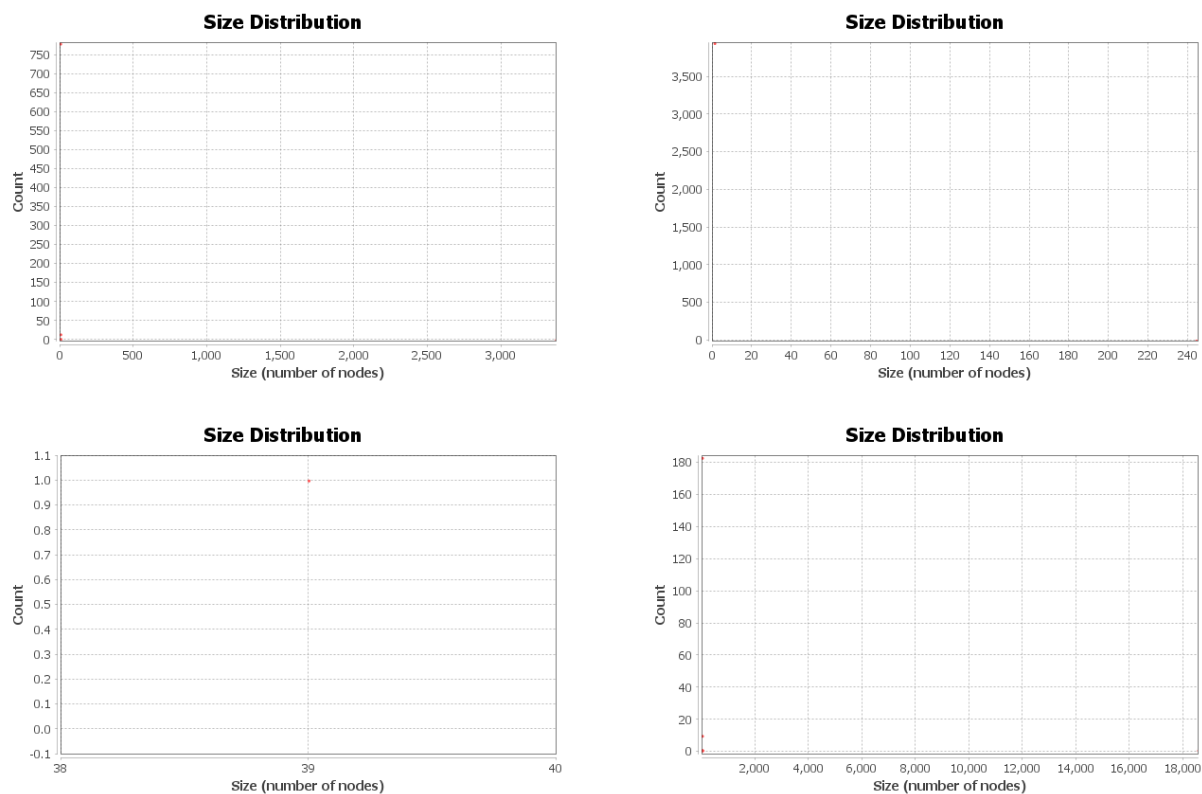 Size Distribution
Count
750
700
650
600
550
500
450
400
350
300
250
200
150
100
50
0
0 500 1,000 1,500 2,000 2,500 3,000
Size (number of nodes)
Size Distribution
Count
3,500
3,000
2,500
2,000
1,500
1,000
500
0
0 20 40 60 80 100 120 140 160 180 200 220 240
Size (number of nodes)
Size Distribution
Count
1.1
1.0
0.9
0.8
0.7
0.6
0.5
0.4
0.3
0.2
0.1
0.0
-0.1
38 39 40
Size (number of nodes)
Size Distribution
Count
180
160
140
120
100
80
60
40
20
0
2,000 4,000 6,000 8,000 10,000 12,000 14,000 16,000 18,000
Size (number of nodes)